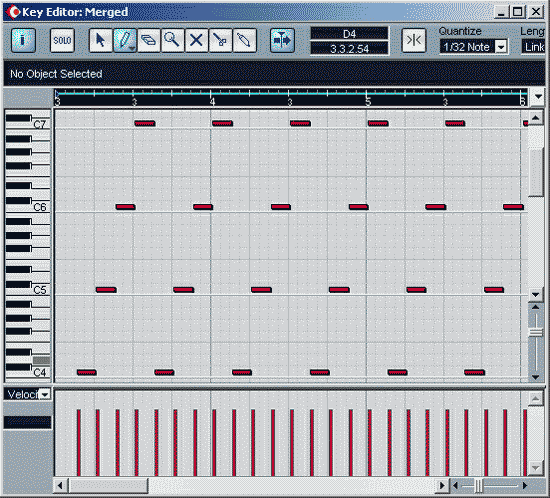 Key Editor: Merged
i
SOLO
D4
3.3.2.54
Quantize
1/32 Note
Leng
Link
No Object Selected
3 3 4 3 5 3 6
C7
C6
C5
C4
Veloci